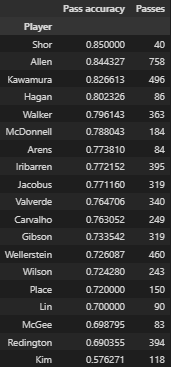 Pass accuracy Passes
Player
Shor 0.850000 40
Allen 0.844327 758
Kawamura 0.826613 496
Hagan 0.802326 86
Walker 0.796143 363
McDonnell 0.788043 184
Arens 0.773810 84
Iribarren 0.772152 395
Jacobus 0.771160 319
Valverde 0.764706 340
Carvalho 0.763052 249
Gibson 0.733542 319
Wellerstein 0.726087 460
Wilson 0.724280 243
Place 0.720000 150
Lin 0.700000 90
McGee 0.698795 83
Redington 0.690355 394
Kim 0.576271 118